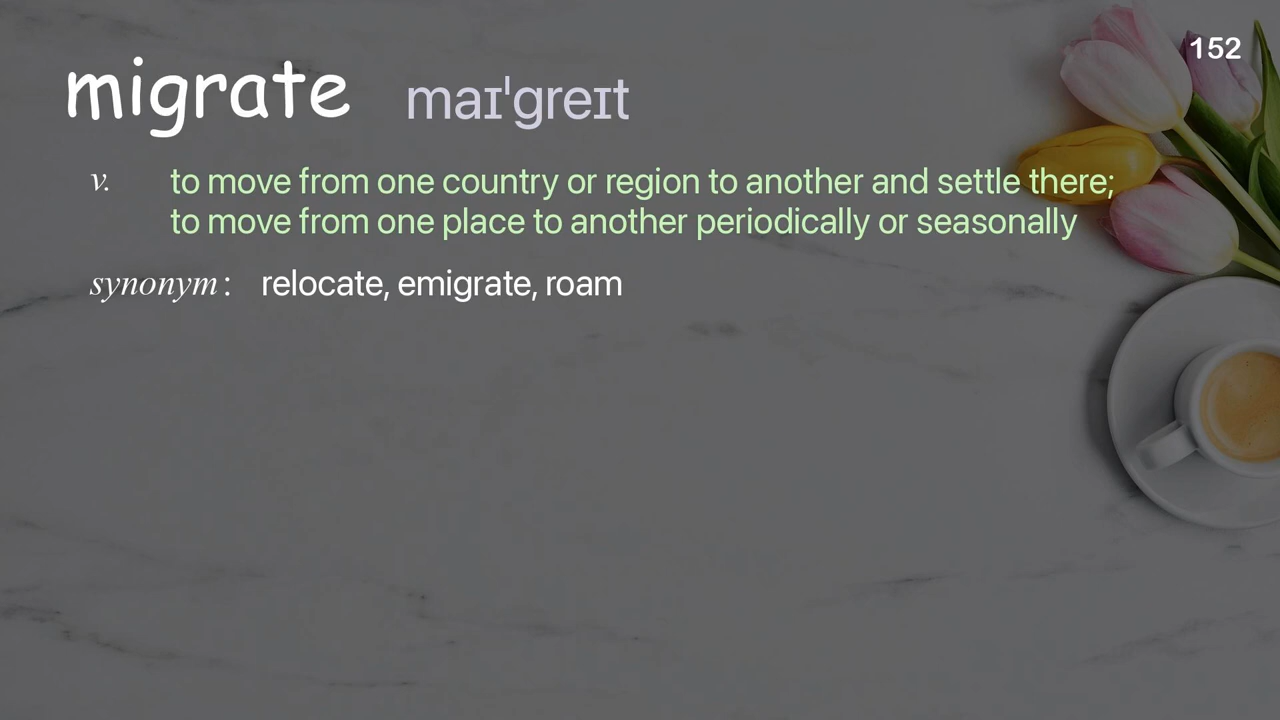 152
migrate maɪˈgreɪt
v. to move from one country or region to another and settle there;
to move from one place to another periodically or seasonally
synonym : relocate, emigrate, roam